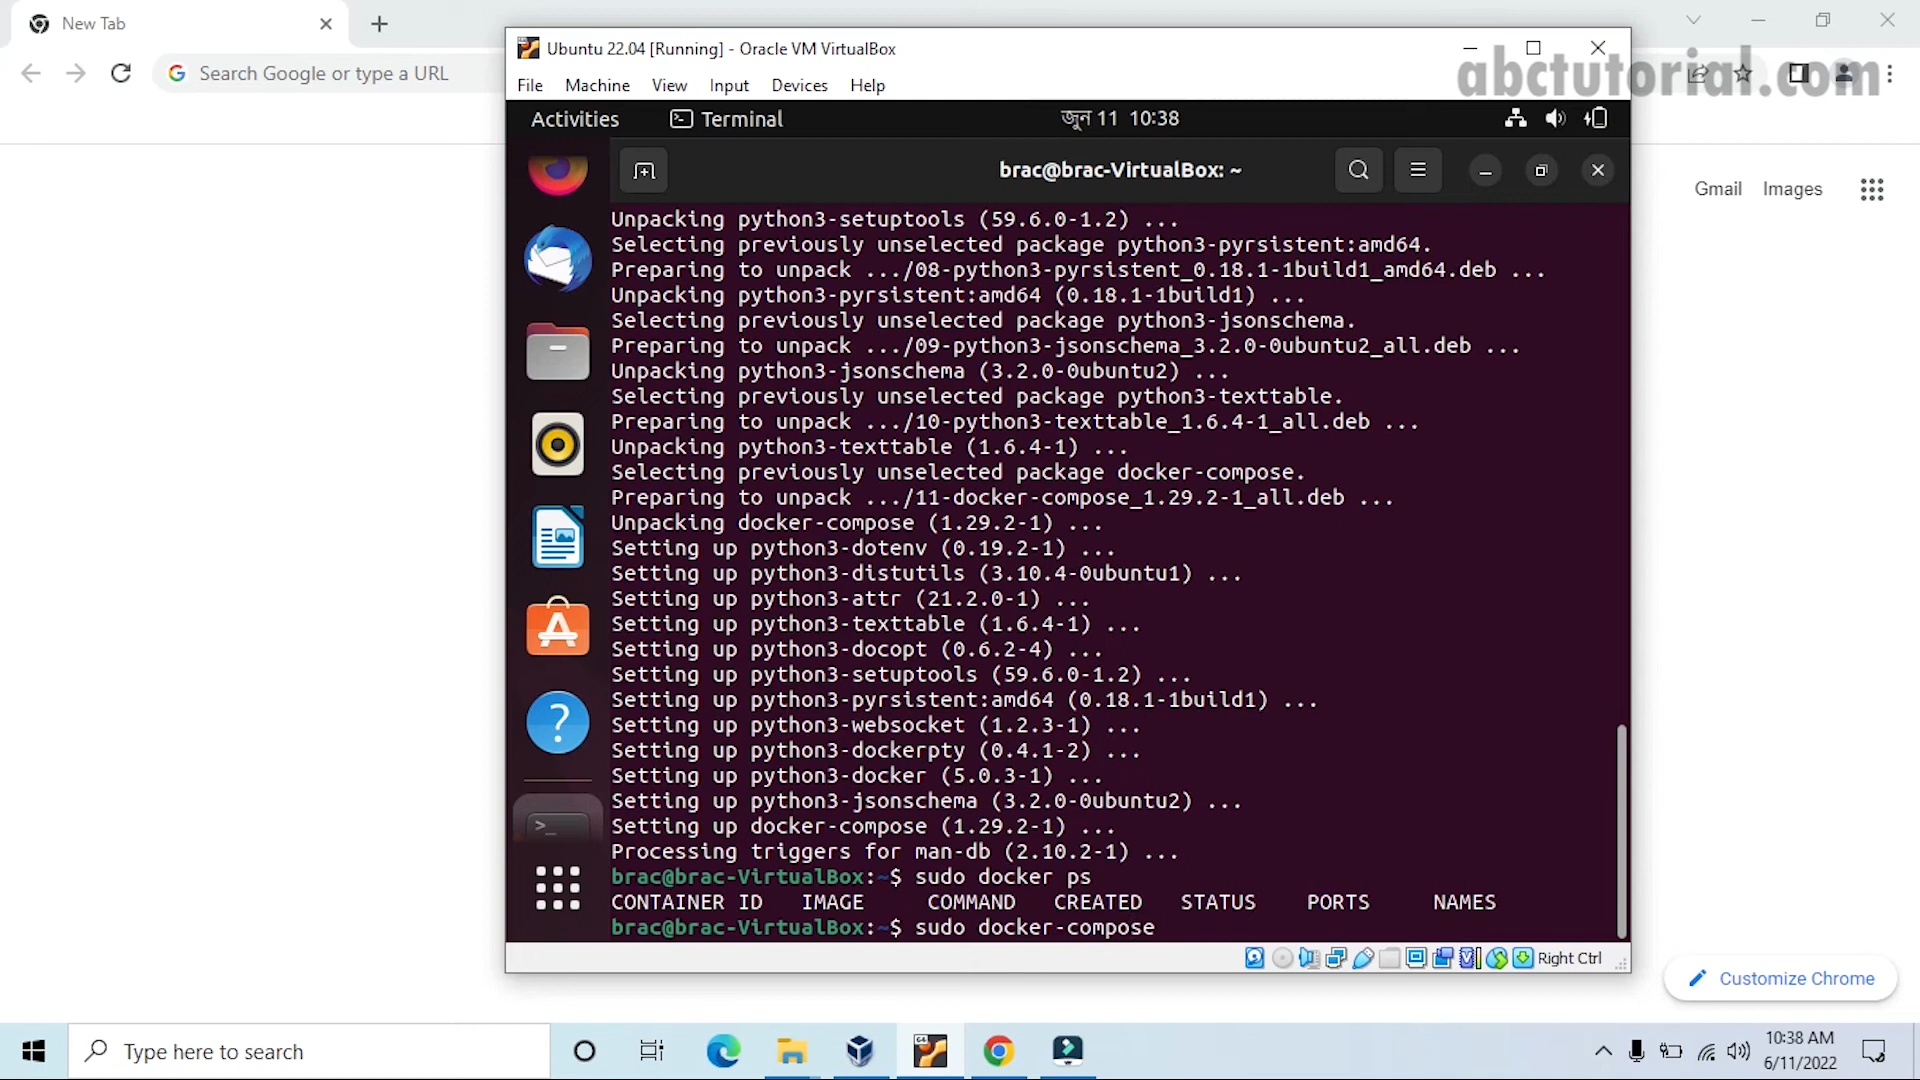 New Tab
Search Google or type a URL
Ubuntu 22.04 [Running] - Oracle VM VirtualBox
abctutorial.com
File Machine View Input Devices Help
Activities Terminal জুন 11 10:38
brac@brac-VirtualBox: ~
Gmail Images
Unpacking python3-setuptools (59.6.0-1.2) ...
Selecting previously unselected package python3-pyrsistent:amd64.
Preparing to unpack .../08-python3-pyrsistent_0.18.1-1build1_amd64.deb ...
Unpacking python3-pyrsistent:amd64 (0.18.1-1build1) ...
Selecting previously unselected package python3-jsonschema.
Preparing to unpack .../09-python3-jsonschema_3.2.0-0ubuntu2_all.deb ...
Unpacking python3-jsonschema (3.2.0-0ubuntu2) ...
Selecting previously unselected package python3-texttable.
Preparing to unpack .../10-python3-texttable_1.6.4-1_all.deb ...
Unpacking python3-texttable (1.6.4-1) ...
Selecting previously unselected package docker-compose.
Preparing to unpack .../11-docker-compose_1.29.2-1_all.deb ...
Unpacking docker-compose (1.29.2-1) ...
Setting up python3-dotenv (0.19.2-1) ...
Setting up python3-distutils (3.10.4-0ubuntu1) ...
Setting up python3-attr (21.2.0-1) ...
Setting up python3-texttable (1.6.4-1) ...
Setting up python3-docopt (0.6.2-4) ...
Setting up python3-setuptools (59.6.0-1.2) ...
Setting up python3-pyrsistent:amd64 (0.18.1-1build1) ...
Setting up python3-websocket (1.2.3-1) ...
Setting up python3-dockerpty (0.4.1-2) ...
Setting up python3-docker (5.0.3-1) ...
Setting up python3-jsonschema (3.2.0-0ubuntu2) ...
Setting up docker-compose (1.29.2-1) ...
Processing triggers for man-db (2.10.2-1) ...
brac@brac-VirtualBox:~$ sudo docker ps
CONTAINER ID IMAGE COMMAND CREATED STATUS PORTS NAMES
brac@brac-VirtualBox:~$ sudo docker-compose
Right Ctrl
Customize Chrome
Type here to search
10:38 AM
6/11/2022